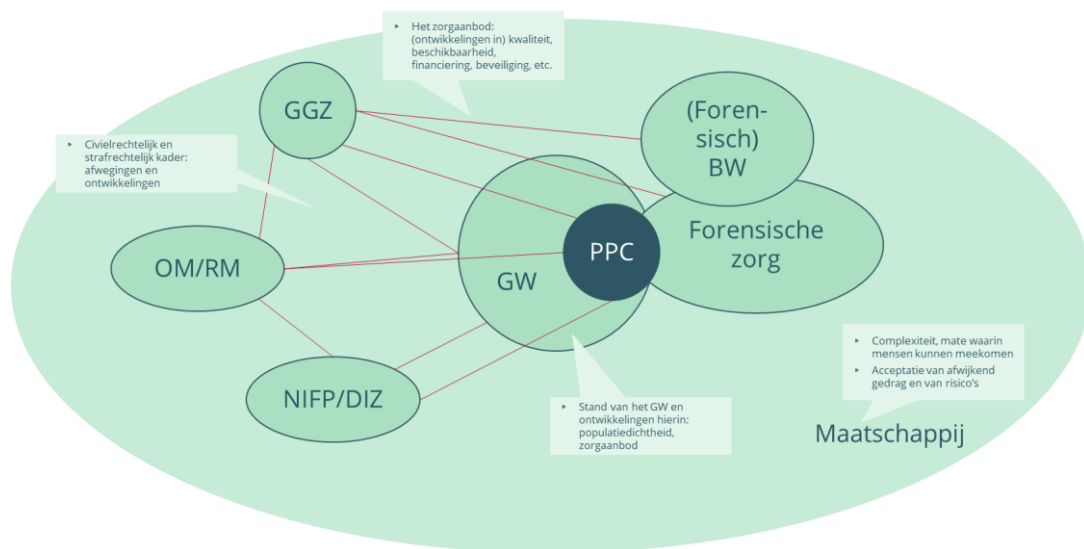 ▸ Het zorgaanbod:
(ontwikkelingen in) kwaliteit,
beschikbaarheid,
financiering, beveiliging, etc.
GGZ
(Foren-
sisch)
BW
▸ Civielrechtelijk en
strafrechtelijk kader:
afwegingen en
ontwikkelingen
OM/RM
GW
PPC
Forensische
zorg
NIFP/DIZ
▸ Stand van het GW en
ontwikkelingen hierin:
populatiedichtheid,
zorgaanbod
▸ Complexiteit, mate waarin
mensen kunnen meekomen
▸ Acceptatie van afwijkend
gedrag en van risico's
Maatschappij